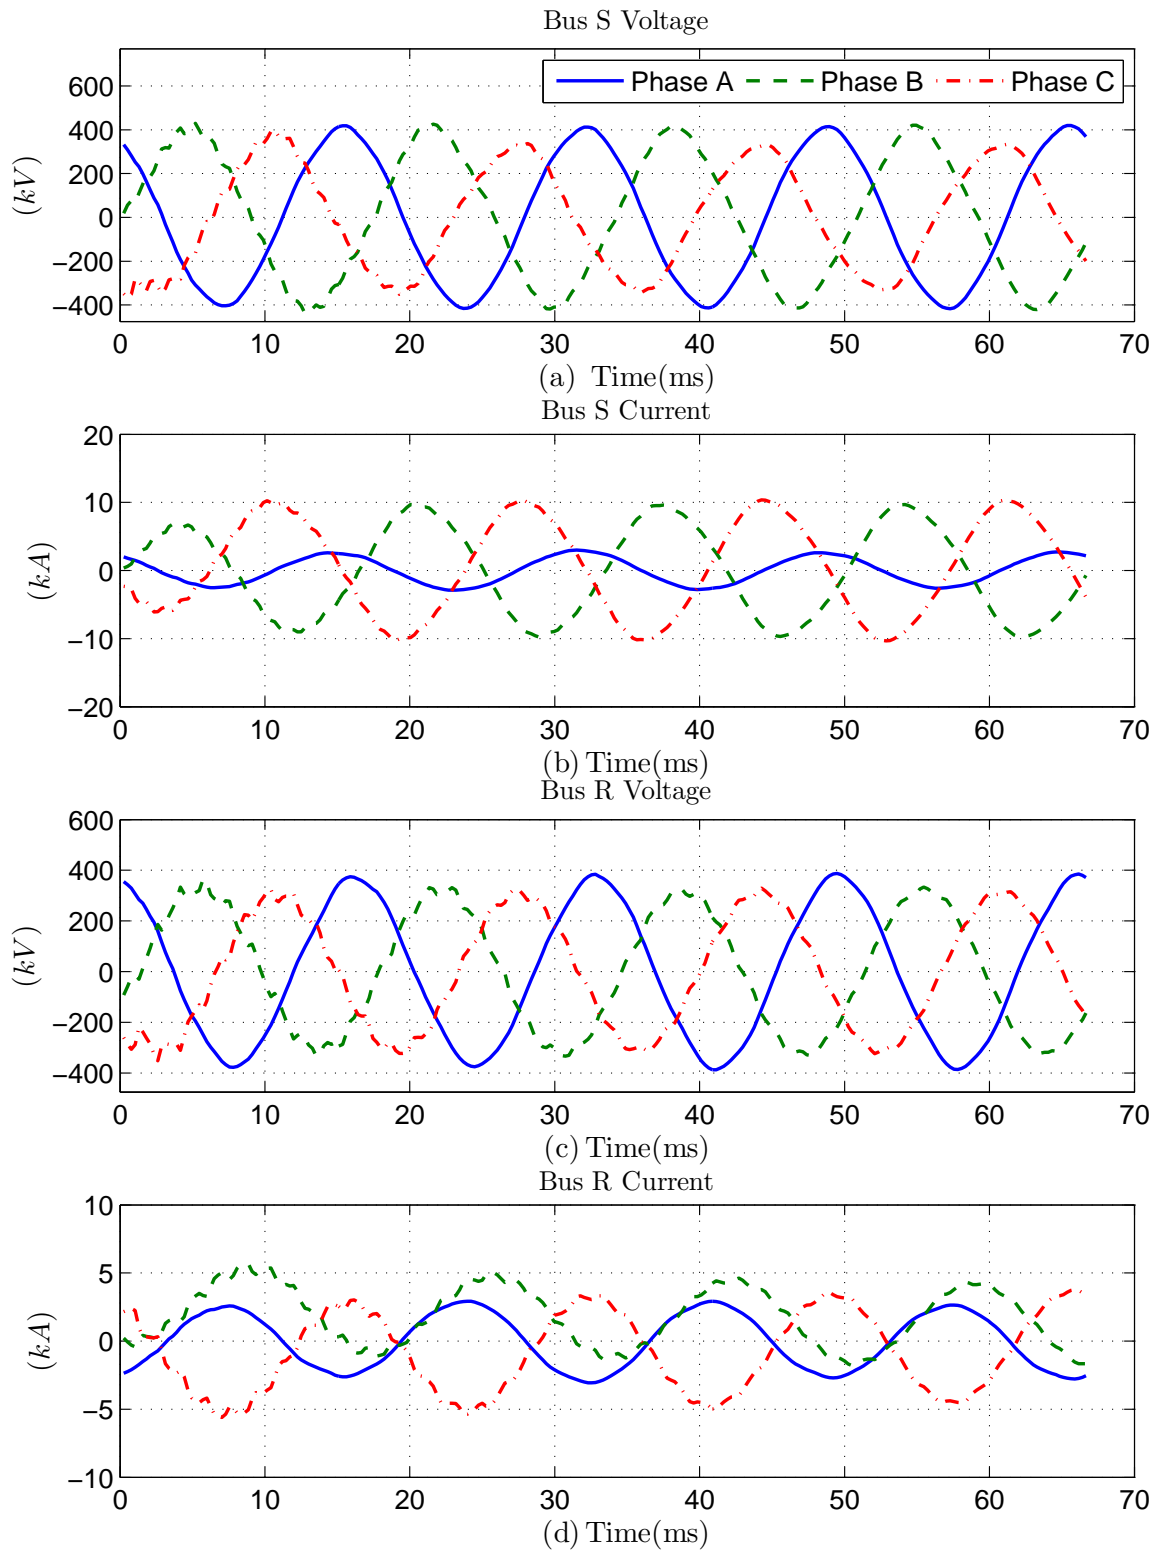 Bus S Voltage
(kV)
600
400
200
0
−200
−400
Phase A Phase B Phase C
0 10 20 30 40 50 60 70
(a) Time(ms)
Bus S Current
(kA)
20
10
0
−10
−20
0 10 20 30 40 50 60 70
(b) Time(ms)
Bus R Voltage
(kV)
600
400
200
0
−200
−400
0 10 20 30 40 50 60 70
(c) Time(ms)
Bus R Current
(kA)
10
5
0
−5
−10
0 10 20 30 40 50 60 70
(d) Time(ms)